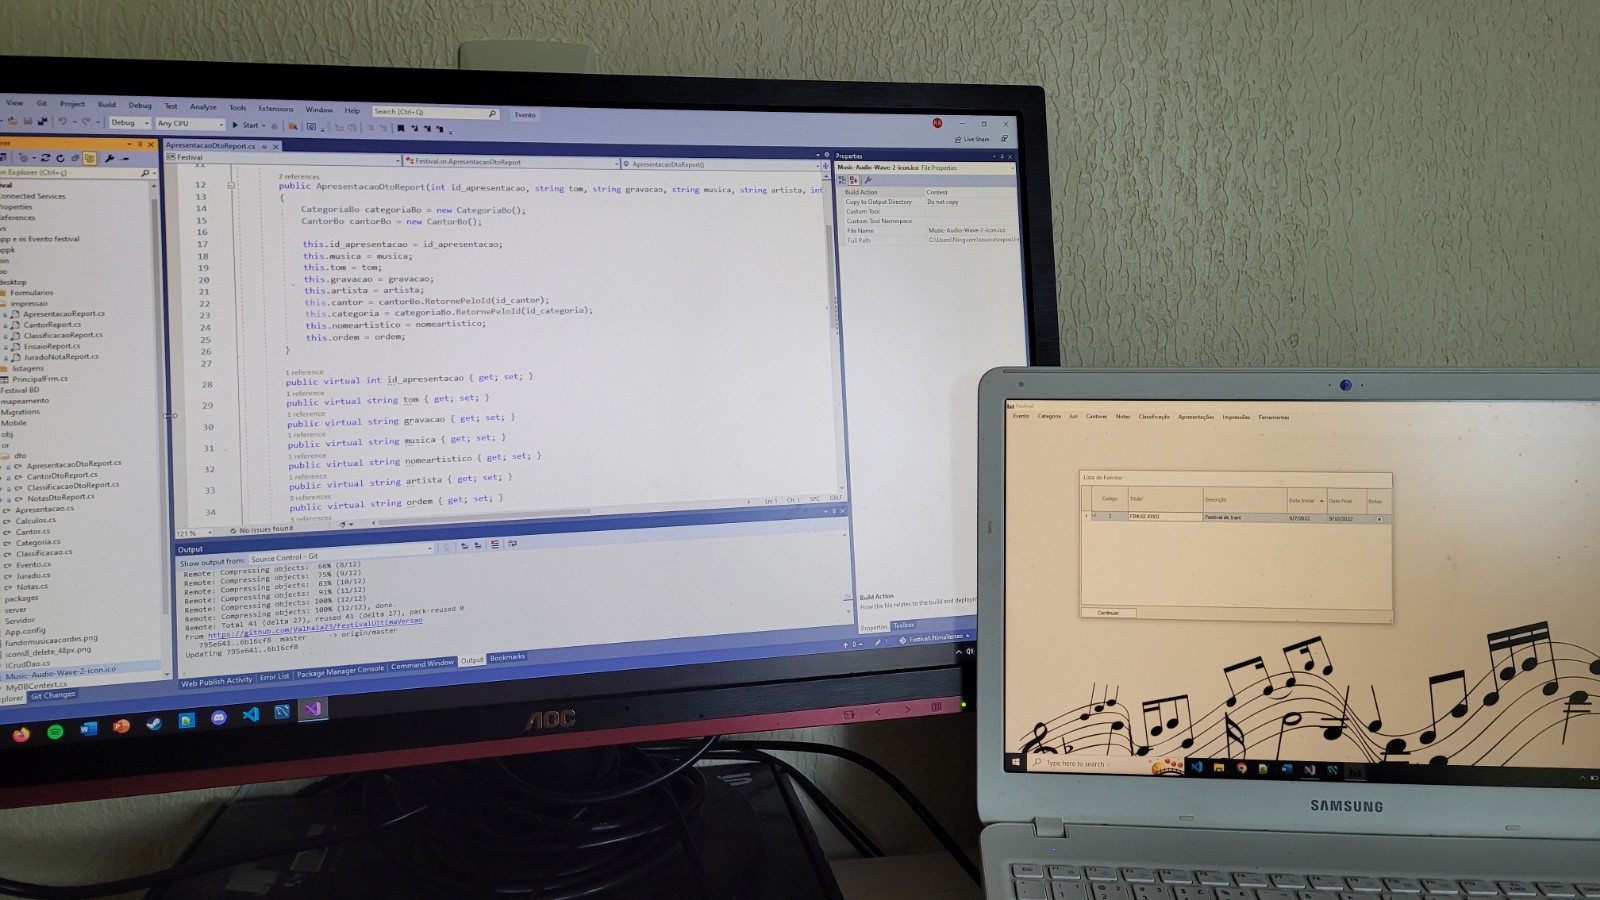 View Git Project Build Debug Test Analyze Tools Extensions Window Help Search (Ctrl+Q) Evento
Debug Any CPU Start Live Share
ApresentacaoDtoReport.cs
Festival Festival.or.ApresentacaoDtoReport ApresentacaoDtoReport()
Explorer (Ctrl+ç)
Connected Services
Properties
References
app e iis Evento festival
desktop
Formularios
impressao
ApresentacaoReport.cs
CantorReport.cs
ClassificacaoReport.cs
EnsaioReport.cs
JuradoNotaReport.cs
listagens
PrincipalFrm.cs
Festival BD
mapeamento
Migrations
Mobile
obj
or
dto
ApresentacaoDtoReport.cs
CantorDtoReport.cs
ClassificacaoDtoReport.cs
NotasDtoReport.cs
Apresentacao.cs
Calculos.cs
Cantor.cs
Categoria.cs
Classificacao.cs
Evento.cs
Jurado.cs
Notas.cs
packages
server
Servidor
App.config
fundomusicaacordes.png
icons8_delete_48px.png
ICrudDao.cs
Music-Audio-Wave-2-icon.ico
MyDBContext.cs
plorer Git Changes
11
3 references
12 public ApresentacaoDtoReport(int id_apresentacao, string tom, string gravacao, string musica, string artista, int
13 {
14 CategoriaBo categoriaBo = new CategoriaBo();
15 CantorBo cantorBo = new CantorBo();
16
17 this.id_apresentacao = id_apresentacao;
18 this.musica = musica;
19 this.tom = tom;
20 this.gravacao = gravacao;
21 this.artista = artista;
22 this.cantor = cantorBo.RetornePeloId(id_cantor);
23 this.categoria = categoriaBo.RetornePeloId(id_categoria);
24 this.nomeartistico = nomeartistico;
25 this.ordem = ordem;
26 }
27
1 reference
28 public virtual int id_apresentacao { get; set; }
1 reference
29 public virtual string tom { get; set; }
1 reference
30 public virtual string gravacao { get; set; }
1 reference
31 public virtual string musica { get; set; }
1 reference
32 public virtual string nomeartistico { get; set; }
1 reference
33 public virtual string artista { get; set; }
3 references
34 public virtual string ordem { get; set; }
3 references
121 % No issues found Ln: 1 Ch: 1 SPC CRLF
Output
Show output from: Source Control - Git
Remote: Compressing objects: 66% (8/12)
Remote: Compressing objects: 75% (9/12)
Remote: Compressing objects: 83% (10/12)
Remote: Compressing objects: 91% (11/12)
Remote: Compressing objects: 100% (12/12)
Remote: Compressing objects: 100% (12/12), done.
Remote: Total 41 (delta 27), reused 41 (delta 27), pack-reused 0
From https://github.com/Valhala23/FestivalUltimaVersao
795e641..6b16cf8 master -> origin/master
Updating 795e641..6b16cf8
Web Publish Activity Error List Package Manager Console Command Window Output Bookmarks
Properties
Music-Audio-Wave-2-icon.ico File Properties
Build Action Content
Copy to Output Directory Do not copy
Custom Tool
Custom Tool Namespace
File Name Music-Audio-Wave-2-icon.ico
Full Path
Build Action
How the file relates to the build and deployment
Properties Toolbox
AOC
Festival
Evento Categoria Juri Cantores Notas Classificação Apresentações Impressões Ferramentas
Lista de Eventos
Código Título Descrição Data Inicial Data Final Baixas
9/7/2022 9/10/2022
Continuar
Type here to search
SAMSUNG